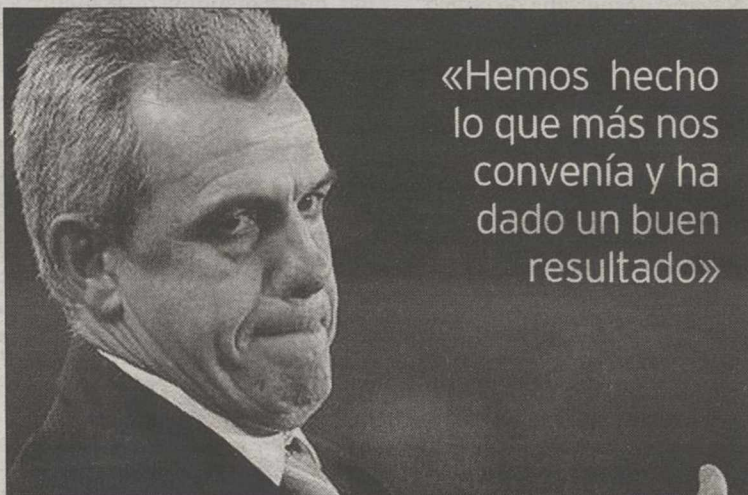 «Hemos hecho
lo que más nos
convenía y ha
dado un buen
resultado»